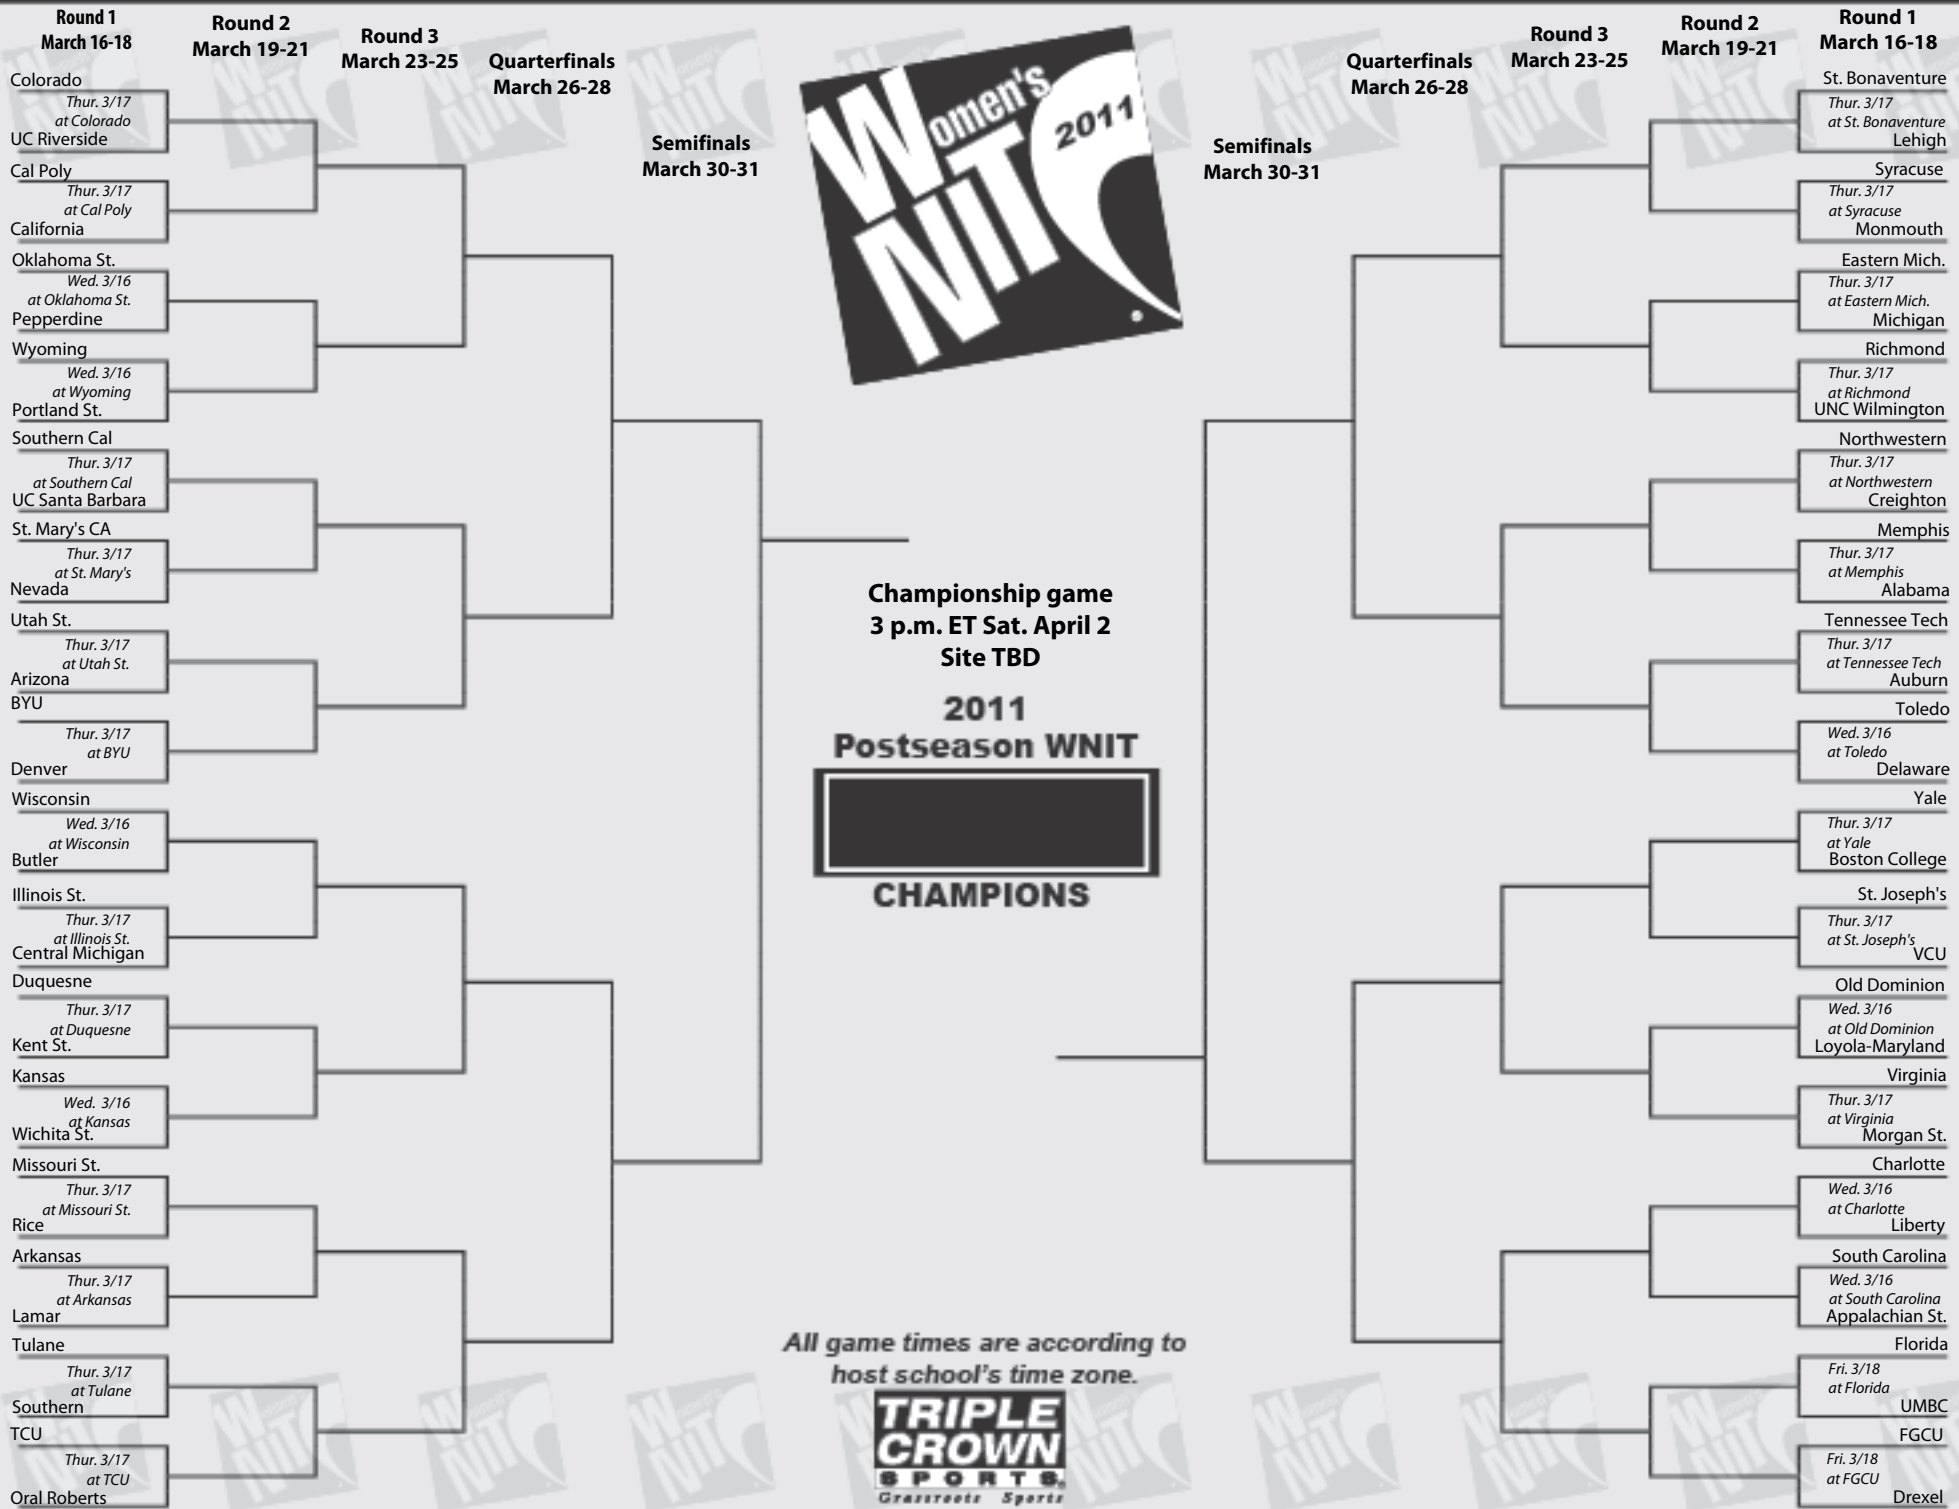 Round 1
March 16-18
Round 2
March 19-21
Round 3
March 23-25
Quarterfinals
March 26-28
Semifinals
March 30-31
Colorado
Thur. 3/17
at Colorado
UC Riverside
Cal Poly
Thur. 3/17
at Cal Poly
California
Oklahoma St.
Wed. 3/16
at Oklahoma St.
Pepperdine
Wyoming
Wed. 3/16
at Wyoming
Portland St.
Southern Cal
Thur. 3/17
at Southern Cal
UC Santa Barbara
St. Mary's CA
Thur. 3/17
at St. Mary's
Nevada
Utah St.
Thur. 3/17
at Utah St.
Arizona
BYU
Thur. 3/17
at BYU
Denver
Wisconsin
Wed. 3/16
at Wisconsin
Butler
Illinois St.
Thur. 3/17
at Illinois St.
Central Michigan
Duquesne
Thur. 3/17
at Duquesne
Kent St.
Kansas
Wed. 3/16
at Kansas
Wichita St.
Missouri St.
Thur. 3/17
at Missouri St.
Rice
Arkansas
Thur. 3/17
at Arkansas
Lamar
Tulane
Thur. 3/17
at Tulane
Southern
TCU
Thur. 3/17
at TCU
Oral Roberts
Women's
NIT
2011
Championship game
3 p.m. ET Sat. April 2
Site TBD
2011
Postseason WNIT
CHAMPIONS
All game times are according to
host school's time zone.
TRIPLE
CROWN
SPORTS
Grassroots Sports
Semifinals
March 30-31
Quarterfinals
March 26-28
Round 3
March 23-25
Round 2
March 19-21
Round 1
March 16-18
St. Bonaventure
Thur. 3/17
at St. Bonaventure
Lehigh
Syracuse
Thur. 3/17
at Syracuse
Monmouth
Eastern Mich.
Thur. 3/17
at Eastern Mich.
Michigan
Richmond
Thur. 3/17
at Richmond
UNC Wilmington
Northwestern
Thur. 3/17
at Northwestern
Creighton
Memphis
Thur. 3/17
at Memphis
Alabama
Tennessee Tech
Thur. 3/17
at Tennessee Tech
Auburn
Toledo
Wed. 3/16
at Toledo
Delaware
Yale
Thur. 3/17
at Yale
Boston College
St. Joseph's
Thur. 3/17
at St. Joseph's
VCU
Old Dominion
Wed. 3/16
at Old Dominion
Loyola-Maryland
Virginia
Thur. 3/17
at Virginia
Morgan St.
Charlotte
Wed. 3/16
at Charlotte
Liberty
South Carolina
Wed. 3/16
at South Carolina
Appalachian St.
Florida
Fri. 3/18
at Florida
UMBC
FGCU
Fri. 3/18
at FGCU
Drexel